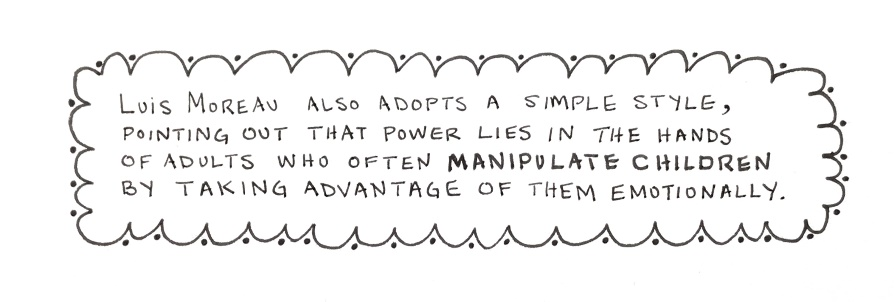 LUIS MOREAU ALSO ADOPTS A SIMPLE STYLE,
POINTING OUT THAT POWER LIES IN THE HANDS
OF ADULTS WHO OFTEN MANIPULATE CHILDREN
BY TAKING ADVANTAGE OF THEM EMOTIONALLY.